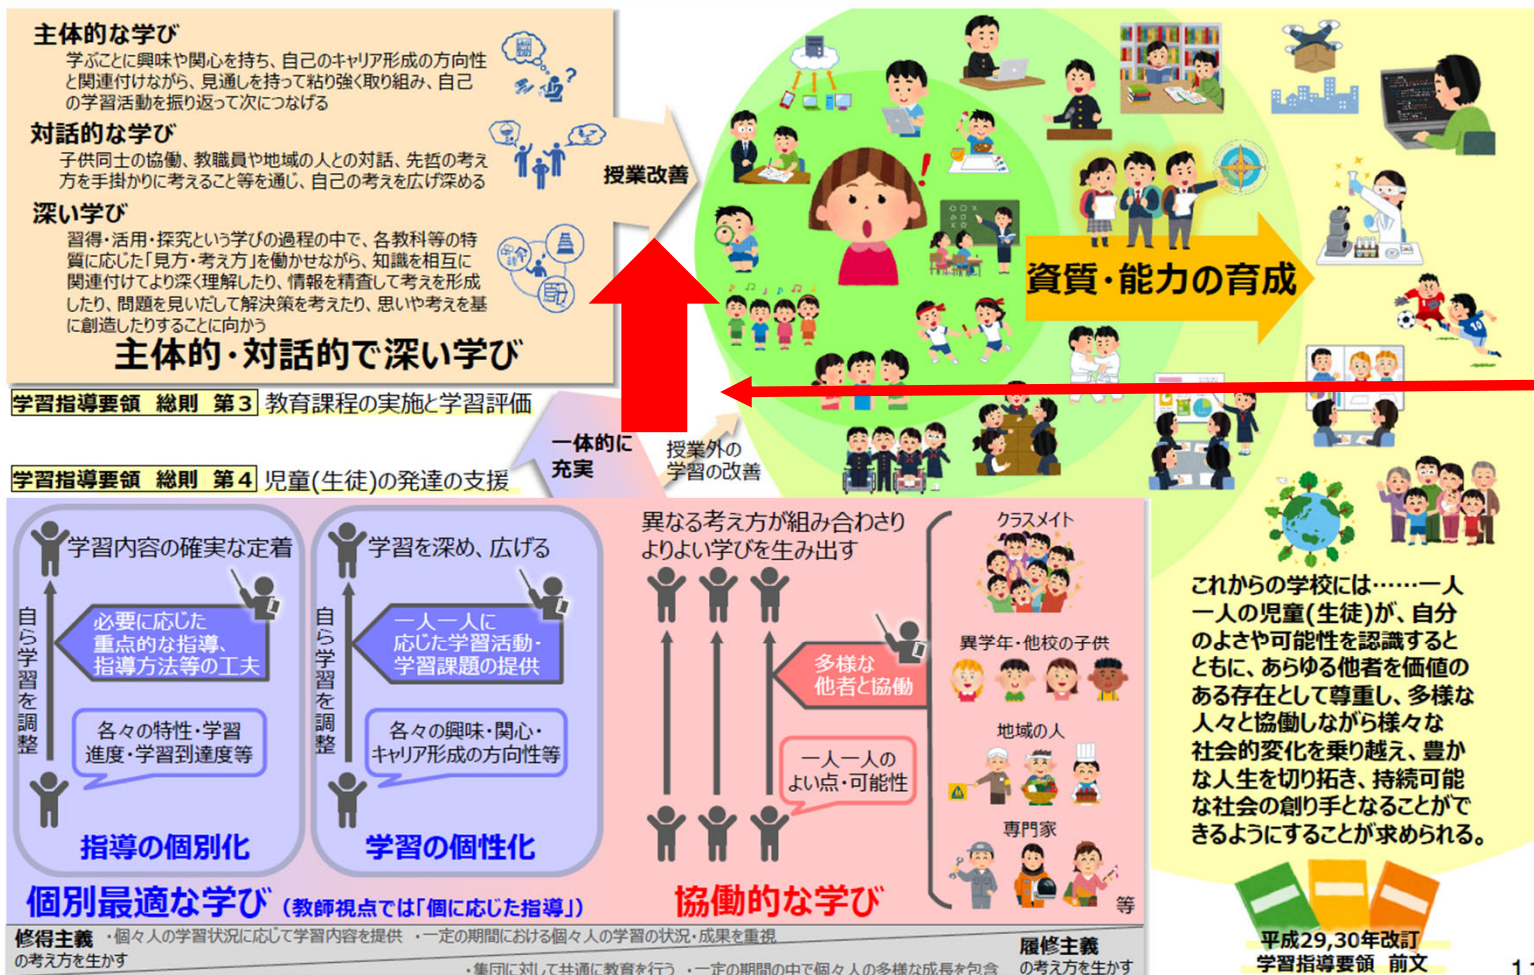 主体的な学び
学ぶことに興味や関心を持ち、自己のキャリア形成の方向性
と関連付けながら、見通しを持って粘り強く取り組み、自己
の学習活動を振り返って次につなげる
対話的な学び
子供同士の協働、教職員や地域の人との対話、先哲の考え
方を手掛かりに考えること等を通じ、自己の考えを広げ深める
深い学び
習得・活用・探究という学びの過程の中で、各教科等の特
質に応じた「見方・考え方」を働かせながら、知識を相互に
関連付けてより深く理解したり、情報を精査して考えを形成
したり、問題を見いだして解決策を考えたり、思いや考えを基
に創造したりすることに向かう
主体的・対話的で深い学び
授業改善
資質・能力の育成
学習指導要領 総則 第3 教育課程の実施と学習評価
学習指導要領 総則 第4 児童(生徒)の発達の支援
一体的に
充実
授業外の
学習の改善
学習内容の確実な定着
自ら学習を調整
必要に応じた
重点的な指導、
指導方法等の工夫
各々の特性・学習
進度・学習到達度等
指導の個別化
学習を深め、広げる
自ら学習を調整
一人一人に
応じた学習活動・
学習課題の提供
各々の興味・関心・
キャリア形成の方向性等
学習の個性化
個別最適な学び (教師視点では「個に応じた指導」)
異なる考え方が組み合わさり
よりよい学びを生み出す
多様な
他者と協働
一人一人の
よい点・可能性
協働的な学び
クラスメイト
異学年・他校の子供
地域の人
専門家
等
修得主義
の考え方を生かす
・個々人の学習状況に応じて学習内容を提供 ・一定の期間における個々人の学習の状況・成果を重視
・集団に対して共通に教育を行う ・一定の期間の中で個々人の多様な成長を包含
履修主義
の考え方を生かす
これからの学校には……一人
一人の児童(生徒)が、自分
のよさや可能性を認識すると
ともに、あらゆる他者を価値の
ある存在として尊重し、多様な
人々と協働しながら様々な
社会的変化を乗り越え、豊か
な人生を切り拓き、持続可能
な社会の創り手となることがで
きるようにすることが求められる。
平成29,30年改訂
学習指導要領 前文